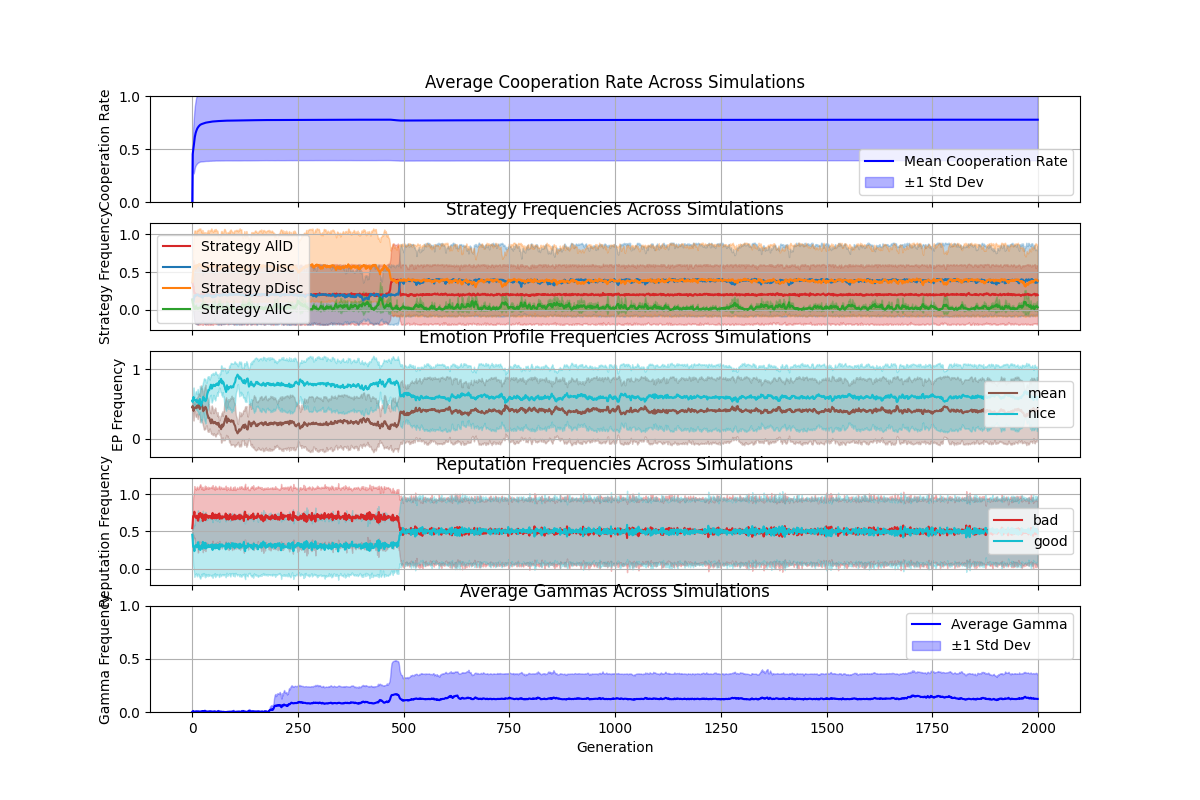 Average Cooperation Rate Across Simulations
Cooperation Rate
1.0
0.5
0.0
Mean Cooperation Rate
±1 Std Dev
Strategy Frequencies Across Simulations
Strategy Frequency
1.0
0.5
0.0
Strategy AllD
Strategy Disc
Strategy pDisc
Strategy AllC
Emotion Profile Frequencies Across Simulations
EP Frequency
1
0
mean
nice
Reputation Frequencies Across Simulations
Reputation Frequency
1.0
0.5
0.0
bad
good
Average Gammas Across Simulations
Gamma Frequency
1.0
0.5
0.0
Average Gamma
±1 Std Dev
0 250 500 750 1000 1250 1500 1750 2000
Generation